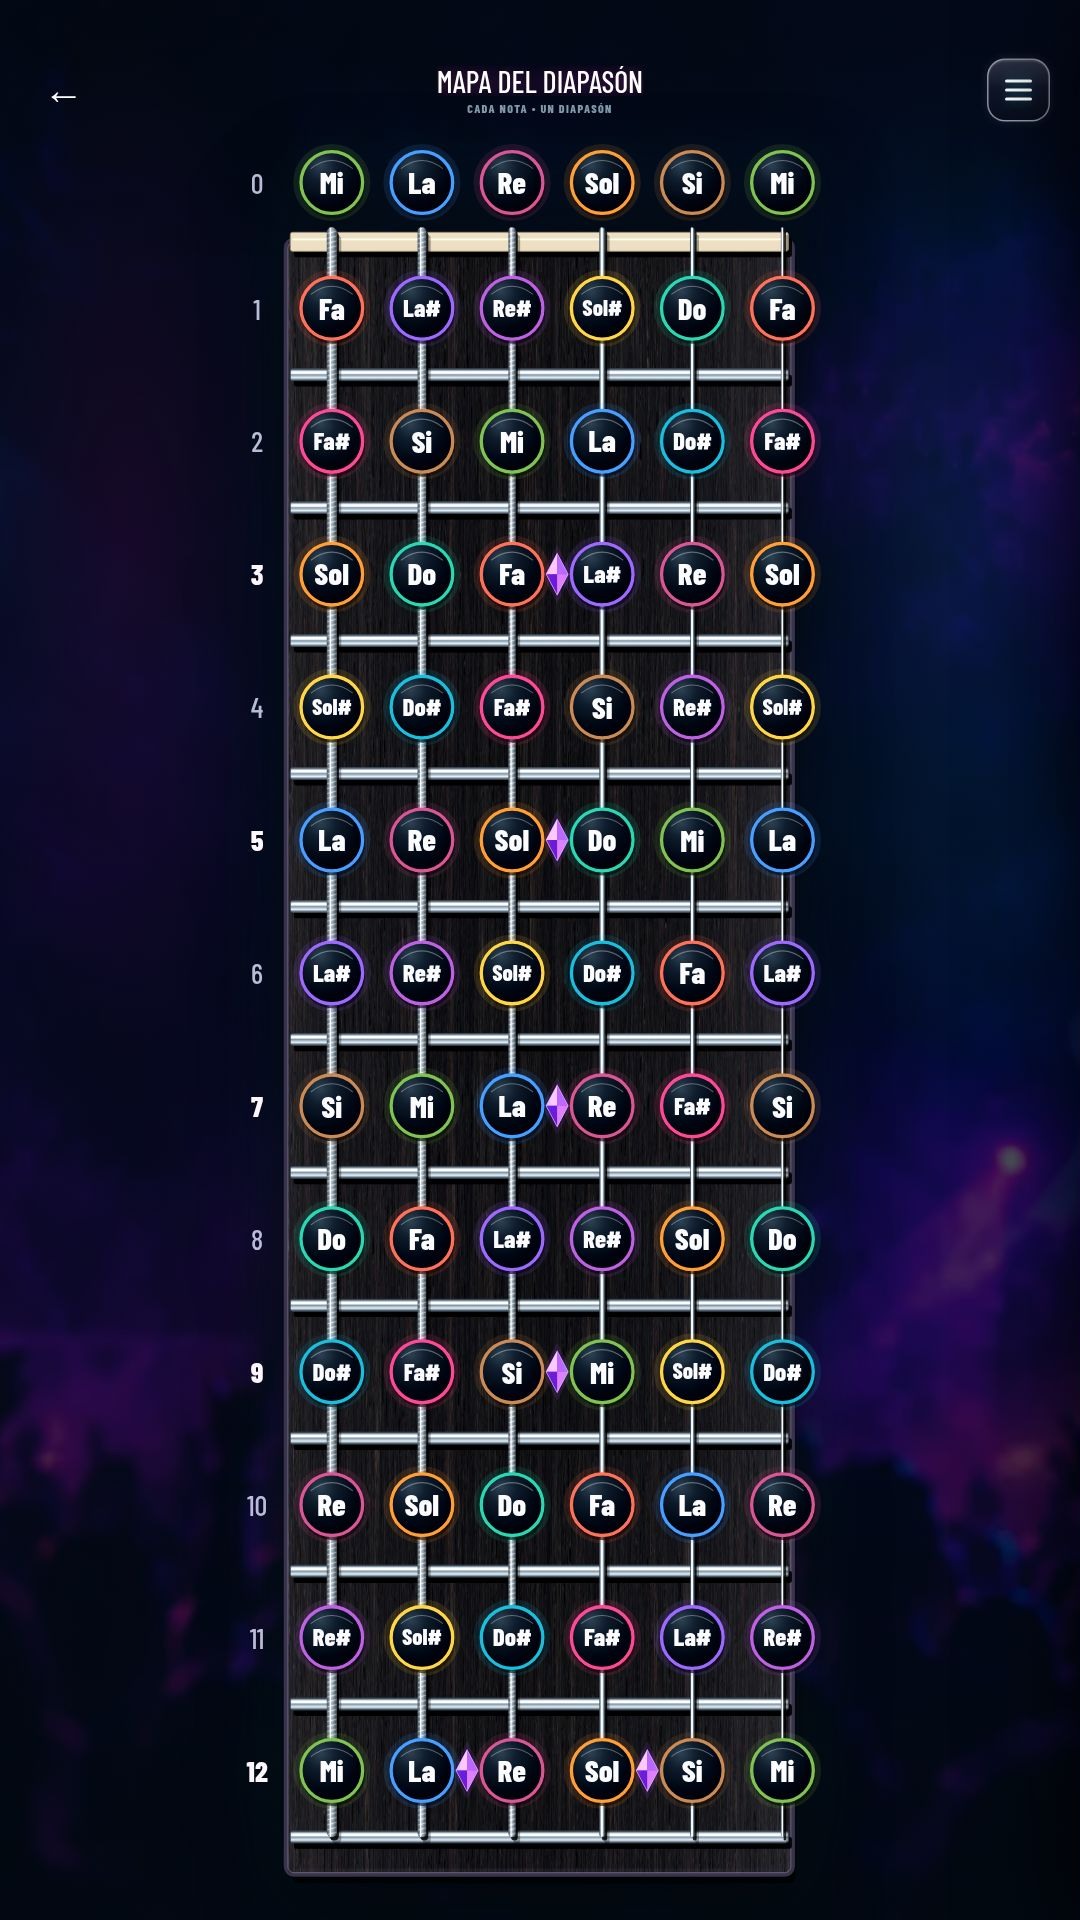 ←
MAPA DEL DIAPASÓN
CADA NOTA • UN DIAPASÓN
0 Mi La Re Sol Si Mi
1 Fa La# Re# Sol# Do Fa
2 Fa# Si Mi La Do# Fa#
3 Sol Do Fa La# Re Sol
4 Sol# Do# Fa# Si Re# Sol#
5 La Re Sol Do Mi La
6 La# Re# Sol# Do# Fa La#
7 Si Mi La Re Fa# Si
8 Do Fa La# Re# Sol Do
9 Do# Fa# Si Mi Sol# Do#
10 Re Sol Do Fa La Re
11 Re# Sol# Do# Fa# La# Re#
12 Mi La Re Sol Si Mi